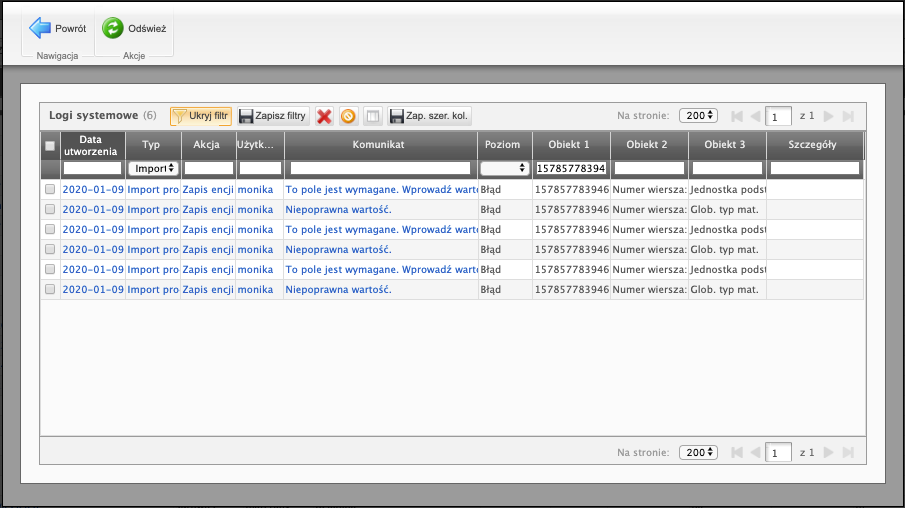 Powrót Odśwież
Nawigacja Akcje
Logi systemowe (6) Ukryj filtr Zapisz filtry Zap. szer. kol. Na stronie: 200 1 z 1
Data utworzenia Typ Akcja Użytk... Komunikat Poziom Obiekt 1 Obiekt 2 Obiekt 3 Szczegóły
Import 15785778394
2020-01-09 Import pro Zapis encji monika To pole jest wymagane. Wprowadź wart Błąd 157857783946 Numer wiersza: Jednostka podst
2020-01-09 Import pro Zapis encji monika Niepoprawna wartość. Błąd 157857783946 Numer wiersza: Glob. typ mat.
2020-01-09 Import pro Zapis encji monika To pole jest wymagane. Wprowadź wart Błąd 157857783946 Numer wiersza: Jednostka podst
2020-01-09 Import pro Zapis encji monika Niepoprawna wartość. Błąd 157857783946 Numer wiersza: Glob. typ mat.
2020-01-09 Import pro Zapis encji monika To pole jest wymagane. Wprowadź wart Błąd 157857783946 Numer wiersza: Jednostka podst
2020-01-09 Import pro Zapis encji monika Niepoprawna wartość. Błąd 157857783946 Numer wiersza: Glob. typ mat.
Na stronie: 200 1 z 1